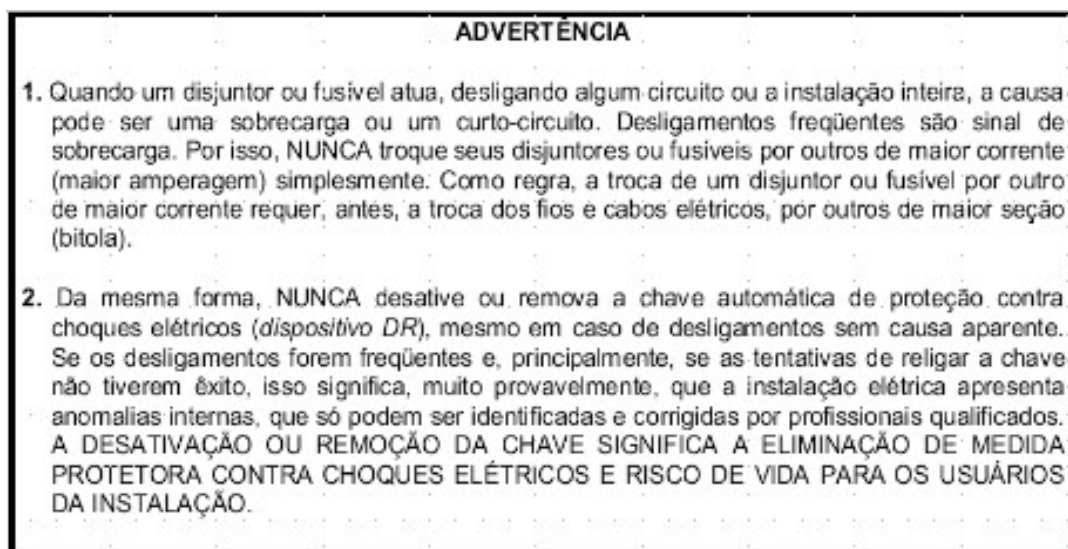 ADVERTÊNCIA
1. Quando um disjuntor ou fusível atua, desligando algum circuito ou a instalação inteira, a causa
pode ser uma sobrecarga ou um curto-circuito. Desligamentos freqüentes são sinal de
sobrecarga. Por isso, NUNCA troque seus disjuntores ou fusíveis por outros de maior corrente
(maior amperagem) simplesmente. Como regra, a troca de um disjuntor ou fusível por outro
de maior corrente requer, antes, a troca dos fios e cabos elétricos, por outros de maior seção
(bitola).
2. Da mesma forma, NUNCA desative ou remova a chave automática de proteção contra
choques elétricos (dispositivo DR), mesmo em caso de desligamentos sem causa aparente.
Se os desligamentos forem freqüentes e, principalmente, se as tentativas de religar a chave
não tiverem êxito, isso significa, muito provavelmente, que a instalação elétrica apresenta
anomalias internas, que só podem ser identificadas e corrigidas por profissionais qualificados.
A DESATIVAÇÃO OU REMOÇÃO DA CHAVE SIGNIFICA A ELIMINAÇÃO DE MEDIDA
PROTETORA CONTRA CHOQUES ELÉTRICOS E RISCO DE VIDA PARA OS USUÁRIOS
DA INSTALAÇÃO.